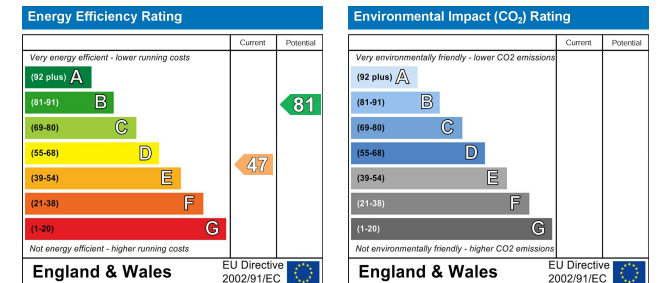 Energy Efficiency Rating
Current Potential
Very energy efficient - lower running costs
(92 plus) A
(81-91) B
81
(69-80) C
(55-68) D
47
(39-54) E
(21-38) F
(1-20) G
Not energy efficient - higher running costs
England & Wales
EU Directive
2002/91/EC
Environmental Impact (CO₂) Rating
Current Potential
Very environmentally friendly - lower CO2 emissions
(92 plus) A
(81-91) B
(69-80) C
(55-68) D
(39-54) E
(21-38) F
(1-20) G
Not environmentally friendly - higher CO2 emissions
England & Wales
EU Directive
2002/91/EC